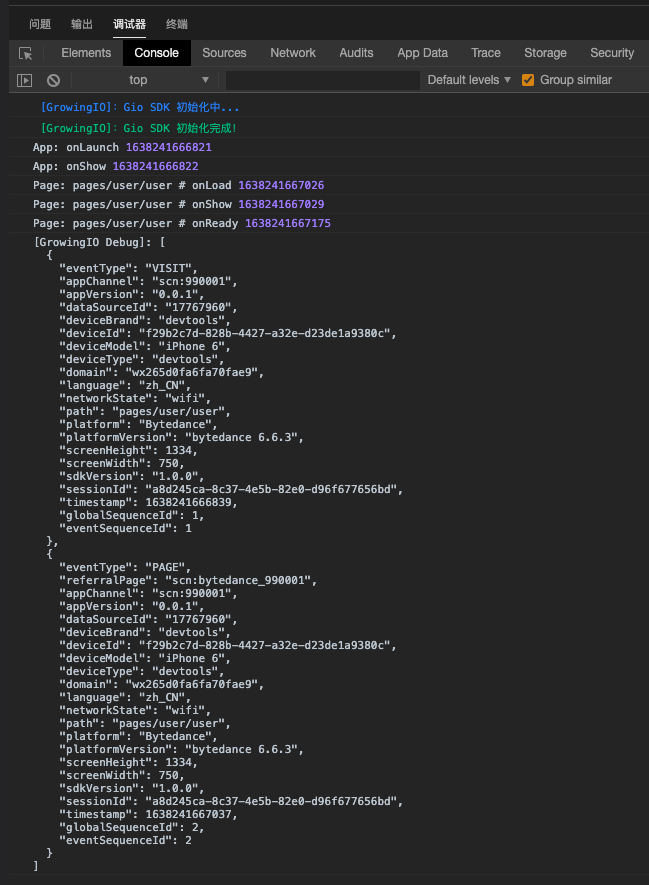 问题 输出 调试器 终端
Elements Console Sources Network Audits App Data Trace Storage Security
top Default levels Group similar
[GrowingIO]: Gio SDK 初始化中...
[GrowingIO]: Gio SDK 初始化完成!
App: onLaunch 1638241666821
App: onShow 1638241666822
Page: pages/user/user # onLoad 1638241667026
Page: pages/user/user # onShow 1638241667029
Page: pages/user/user # onReady 1638241667175
[GrowingIO Debug]: [
{
"eventType": "VISIT",
"appChannel": "scn:990001",
"appVersion": "0.0.1",
"dataSourceId": "17767960",
"deviceBrand": "devtools",
"deviceId": "f29b2c7d-828b-4427-a32e-d23de1a9380c",
"deviceModel": "iPhone 6",
"deviceType": "devtools",
"domain": "wx265d0fa6fa70fae9",
"language": "zh_CN",
"networkState": "wifi",
"path": "pages/user/user",
"platform": "Bytedance",
"platformVersion": "bytedance 6.6.3",
"screenHeight": 1334,
"screenWidth": 750,
"sdkVersion": "1.0.0",
"sessionId": "a8d245ca-8c37-4e5b-82e0-d96f677656bd",
"timestamp": 1638241666839,
"globalSequenceId": 1,
"eventSequenceId": 1
},
{
"eventType": "PAGE",
"referralPage": "scn:bytedance_990001",
"appChannel": "scn:990001",
"appVersion": "0.0.1",
"dataSourceId": "17767960",
"deviceBrand": "devtools",
"deviceId": "f29b2c7d-828b-4427-a32e-d23de1a9380c",
"deviceModel": "iPhone 6",
"deviceType": "devtools",
"domain": "wx265d0fa6fa70fae9",
"language": "zh_CN",
"networkState": "wifi",
"path": "pages/user/user",
"platform": "Bytedance",
"platformVersion": "bytedance 6.6.3",
"screenHeight": 1334,
"screenWidth": 750,
"sdkVersion": "1.0.0",
"sessionId": "a8d245ca-8c37-4e5b-82e0-d96f677656bd",
"timestamp": 1638241667037,
"globalSequenceId": 2,
"eventSequenceId": 2
}
]